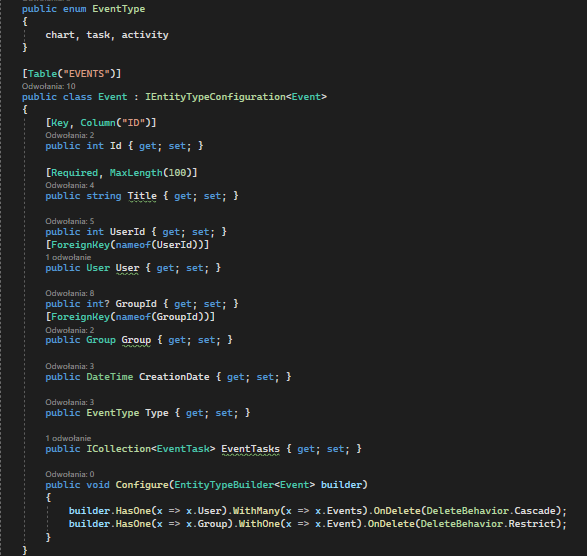 public enum EventType
{
chart, task, activity
}
[Table("EVENTS")]
Odwołania: 10
public class Event : IEntityTypeConfiguration<Event>
{
[Key, Column("ID")]
Odwołania: 2
public int Id { get; set; }
[Required, MaxLength(100)]
Odwołania: 4
public string Title { get; set; }
Odwołania: 5
public int UserId { get; set; }
[ForeignKey(nameof(UserId))]
1 odwołanie
public User User { get; set; }
Odwołania: 8
public int? GroupId { get; set; }
[ForeignKey(nameof(GroupId))]
Odwołania: 2
public Group Group { get; set; }
Odwołania: 3
public DateTime CreationDate { get; set; }
Odwołania: 3
public EventType Type { get; set; }
1 odwołanie
public ICollection<EventTask> EventTasks { get; set; }
Odwołania: 0
public void Configure(EntityTypeBuilder<Event> builder)
{
builder.HasOne(x => x.User).WithMany(x => x.Events).OnDelete(DeleteBehavior.Cascade);
builder.HasOne(x => x.Group).WithOne(x => x.Event).OnDelete(DeleteBehavior.Restrict);
}
}